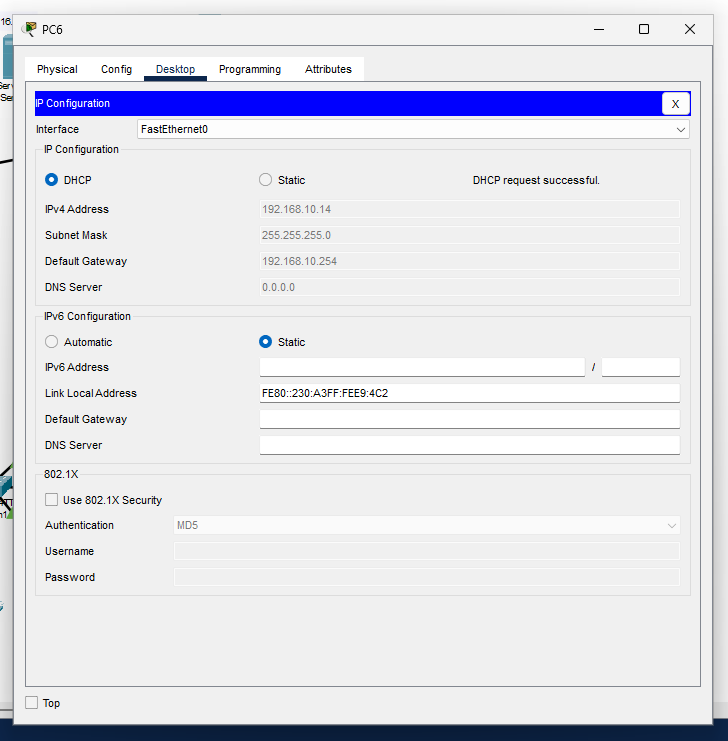 16.
PC6
Physical Config Desktop Programming Attributes
IP Configuration X
Interface FastEthernet0
IP Configuration
DHCP Static DHCP request successful.
IPv4 Address 192.168.10.14
Subnet Mask 255.255.255.0
Default Gateway 192.168.10.254
DNS Server 0.0.0.0
IPv6 Configuration
Automatic Static
IPv6 Address /
Link Local Address FE80::230:A3FF:FEE9:4C2
Default Gateway
DNS Server
802.1X
Use 802.1X Security
Authentication MD5
Username
Password
Top